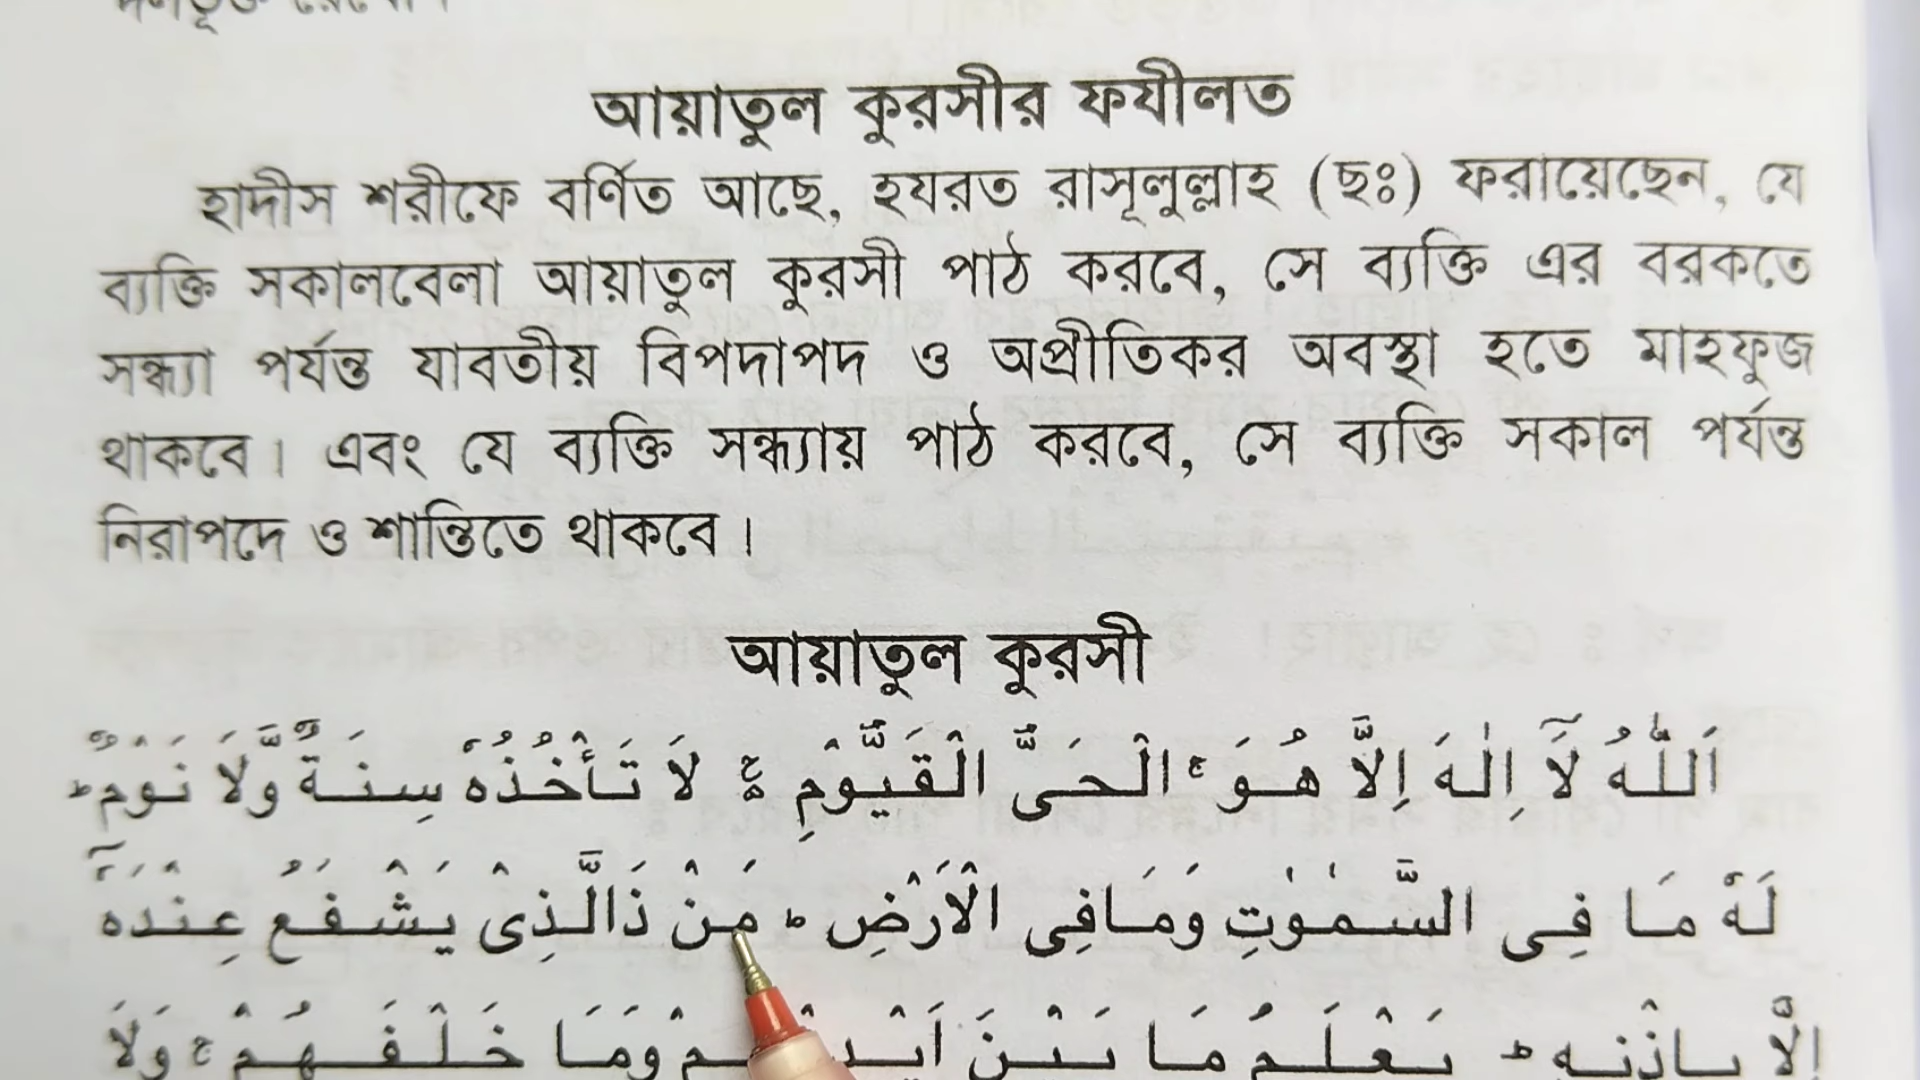 আয়াতুল কুরসীর ফযীলত
হাদীস শরীফে বর্ণিত আছে, হযরত রাসূলুল্লাহ (ছঃ) ফরায়েছেন, যে
ব্যক্তি সকালবেলা আয়াতুল কুরসী পাঠ করবে, সে ব্যক্তি এর বরকতে
সন্ধ্যা পর্যন্ত যাবতীয় বিপদাপদ ও অপ্রীতিকর অবস্থা হতে মাহফুজ
থাকবে। এবং যে ব্যক্তি সন্ধ্যায় পাঠ করবে, সে ব্যক্তি সকাল পর্যন্ত
নিরাপদে ও শান্তিতে থাকবে।
আয়াতুল কুরসী
اَللّٰهُ لَآ اِلٰهَ اِلَّا هُوَ ۚ الْحَىُّ الْقَيُّوْمِ ۚ لَا تَأْخُذُهٗ سِنَةٌ وَّلَا نَوْمٌ ؕ
لَهٗ مَا فِى السَّمٰوٰتِ وَمَافِى الْاَرْضِ ؕ مَنْ ذَالَّذِىْ يَشْفَعُ عِنْدَهٗٓ
اِلَّا بِاِذْنِهٖ ؕ يَعْلَمُ مَا بَيْنَ وَمَا خَلْفَهُمْ ۚ وَلَا